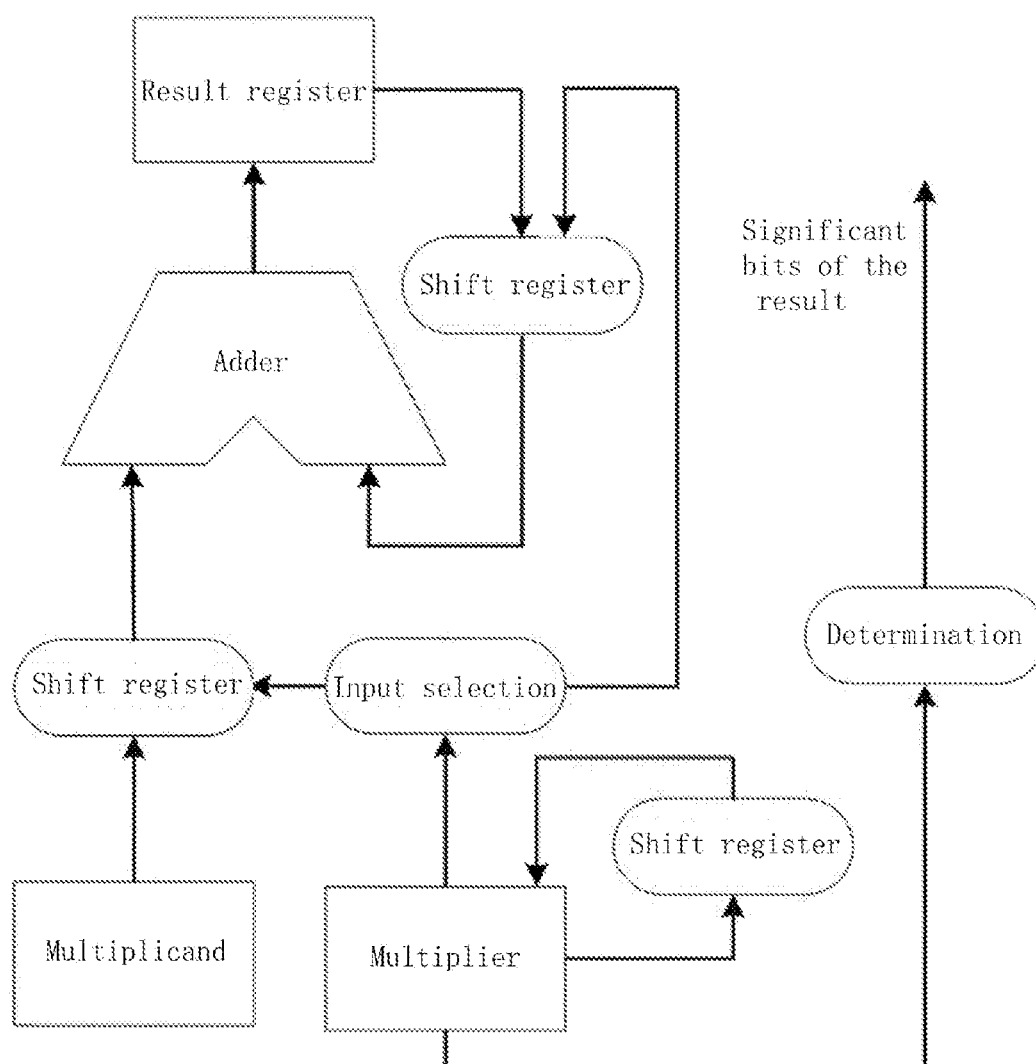 Result register
Shift register
Significant
bits of the
result
Adder
Determination
Shift register
Input selection
Shift register
Multiplicand
Multiplier